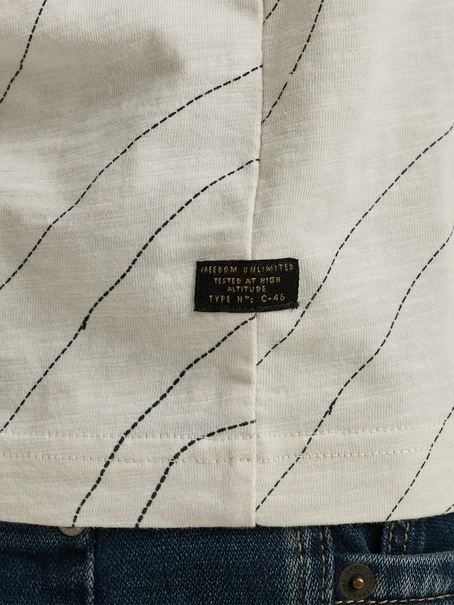 FREEDOM UNLIMITED
TESTED AT HIGH
ALTITUDE
TYPE Nº: C-46